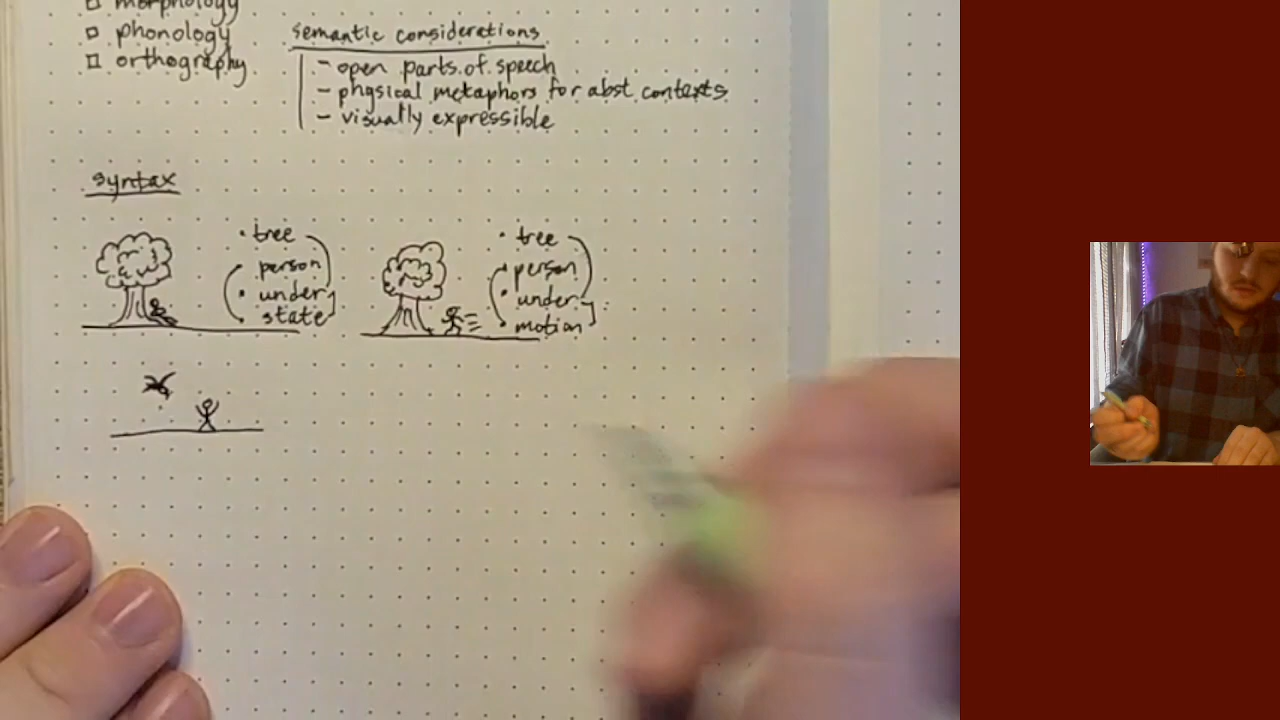 morphology
phonology
orthography
semantic considerations
- open parts of speech
- physical metaphors for abst contexts
- visually expressible
syntax
• tree
person
• under
state
• tree
person
• under
motion